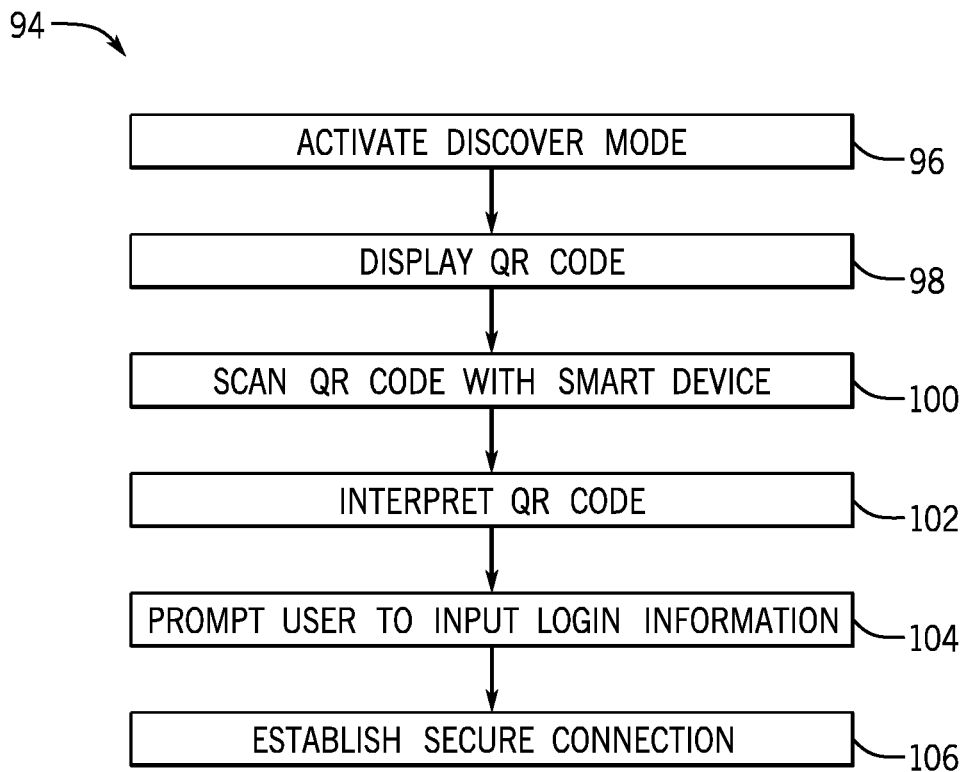 94
ACTIVATE DISCOVER MODE
96
DISPLAY QR CODE
98
SCAN QR CODE WITH SMART DEVICE
100
INTERPRET QR CODE
102
PROMPT USER TO INPUT LOGIN INFORMATION
104
ESTABLISH SECURE CONNECTION
106